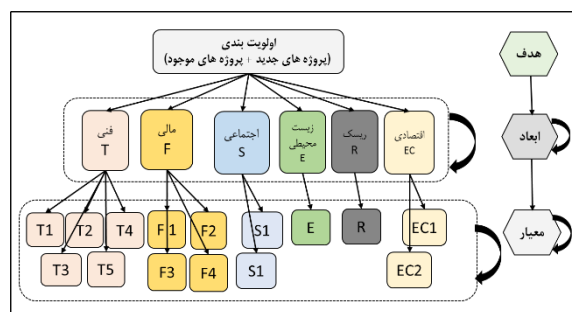 اولویت بندی
(پروژه های جدید + پروژه های موجود)
هدف
فنی
T
مالی
F
اجتماعی
S
زیست
محیطی
E
ریسک
R
اقتصادی
EC
ابعاد
T1 T2 T4 F1 F2 S1 E R EC1
معیار
T3 T5 F3 F4 S1 EC2